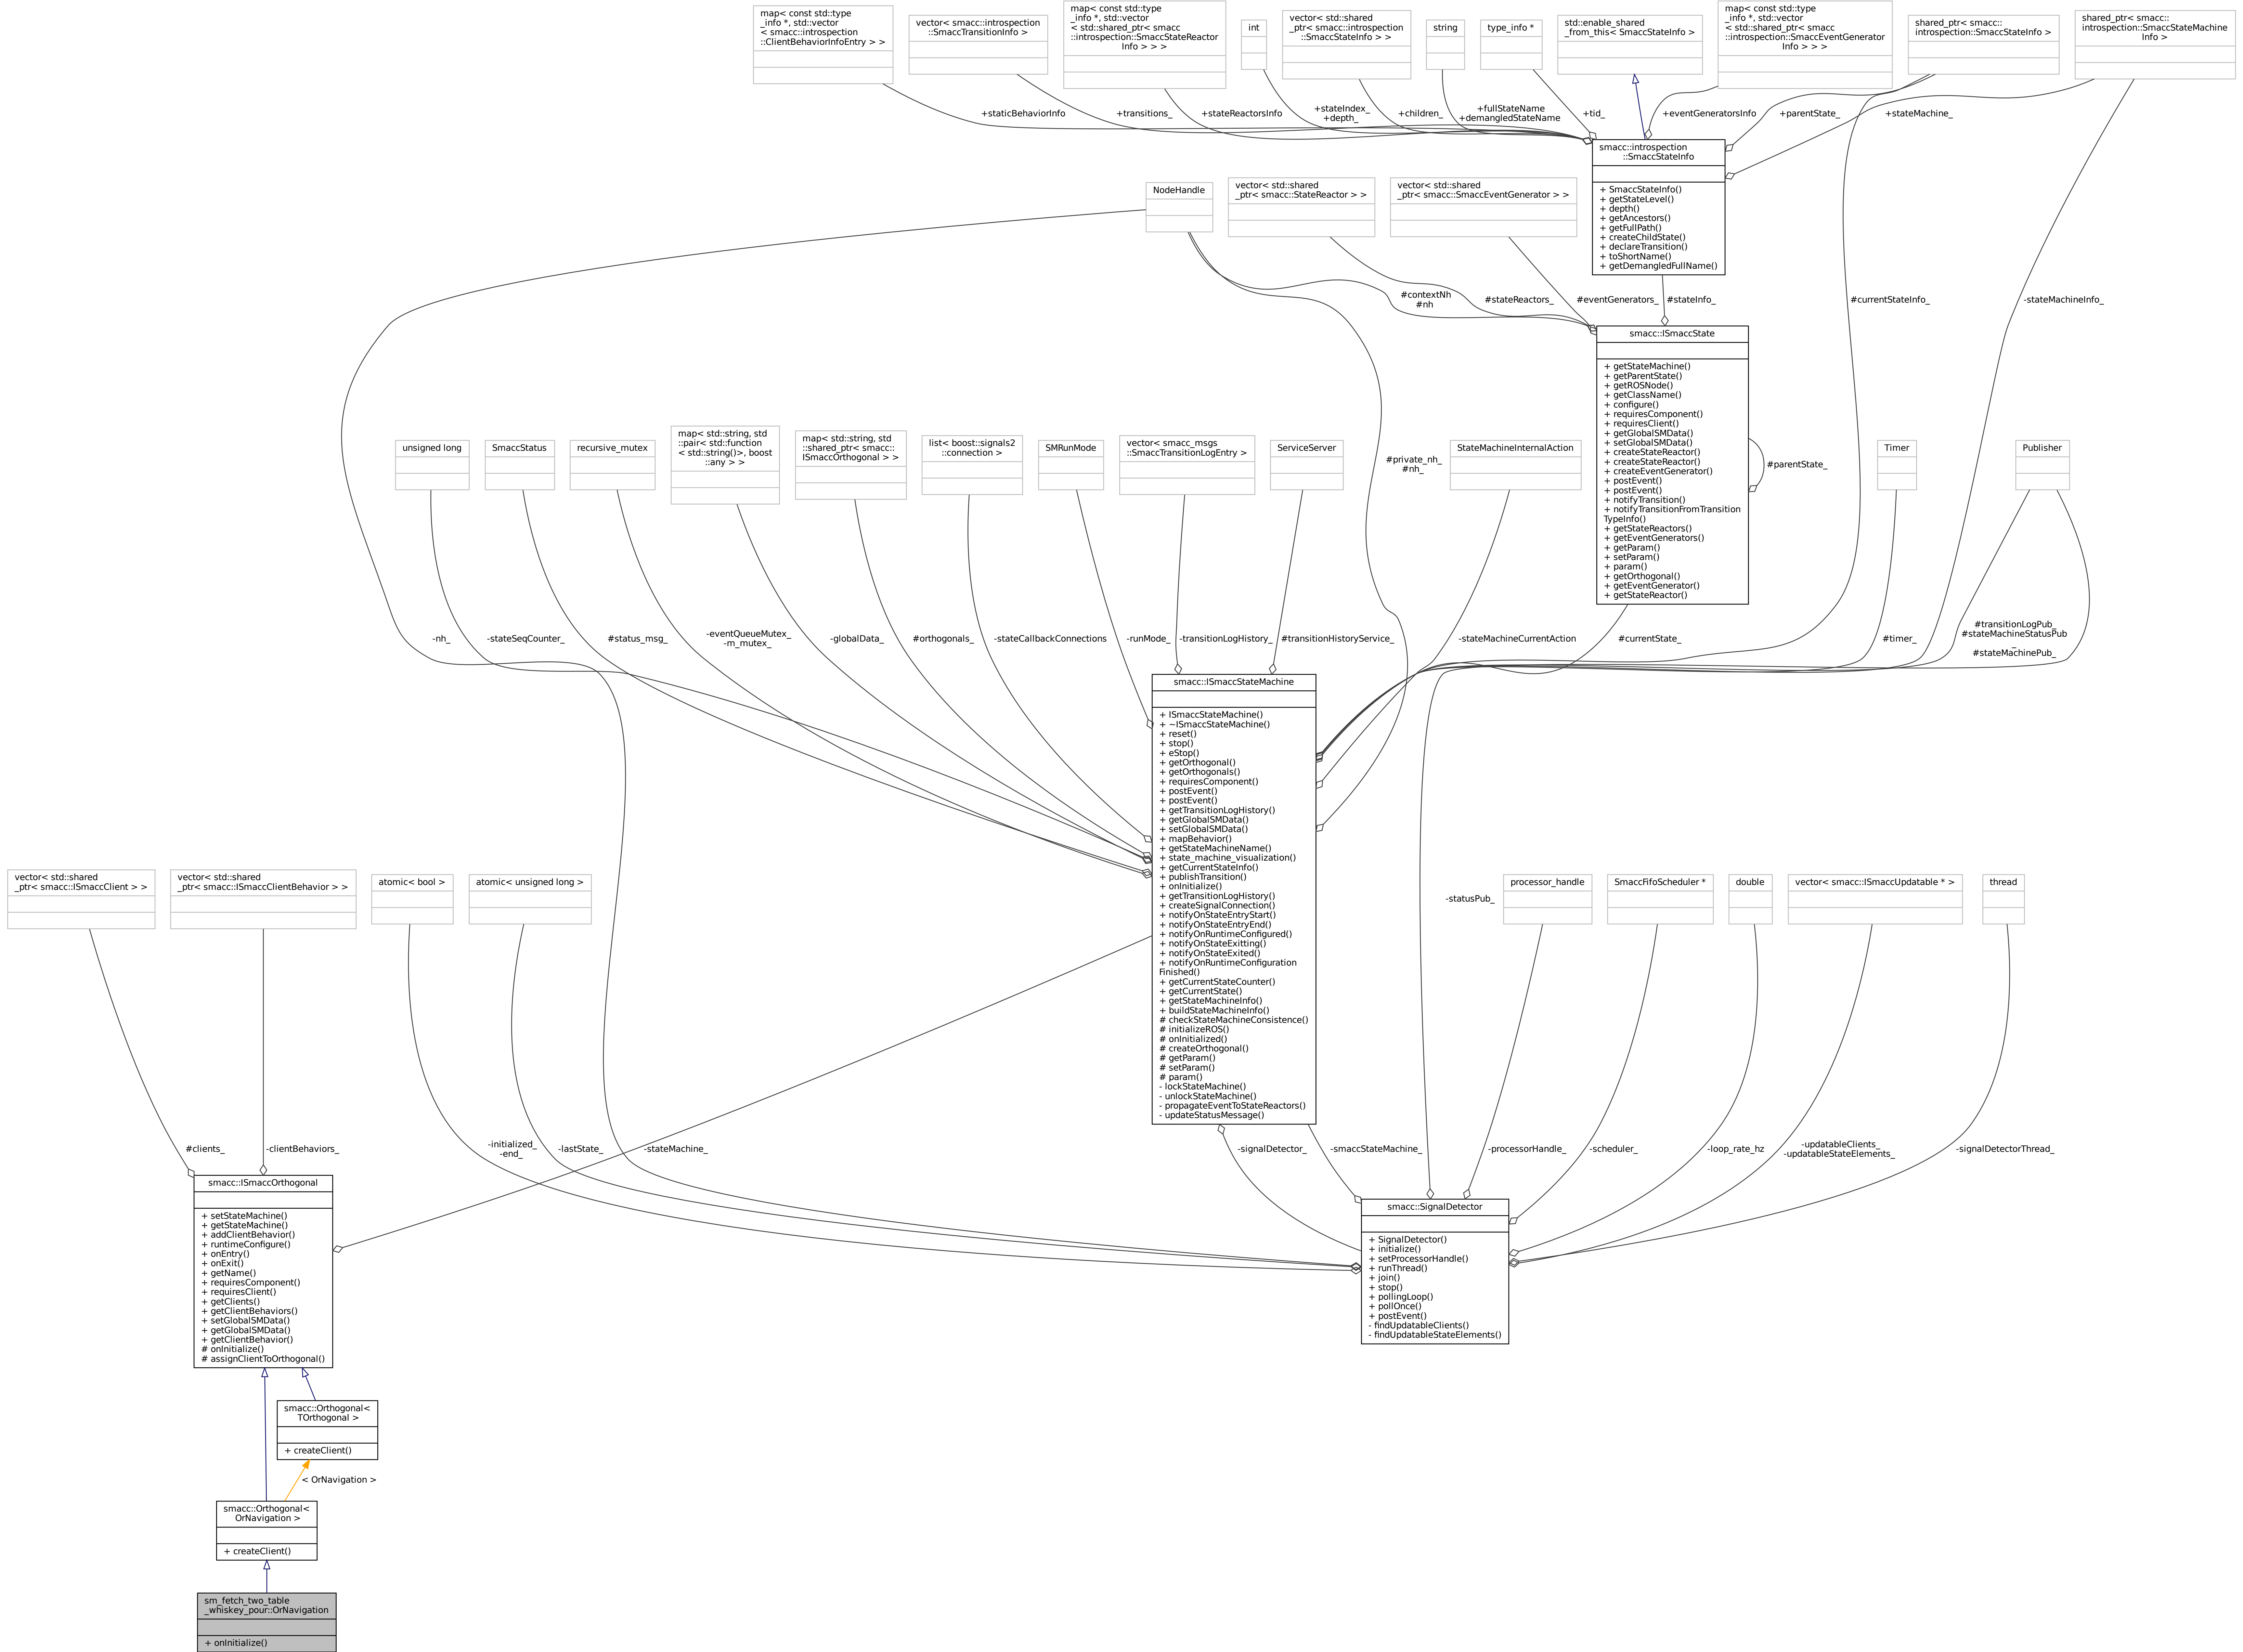 map< const std::type
_info *, std::vector
< smacc::introspection
::ClientBehaviorInfoEntry > >
vector< smacc::introspection
::SmaccTransitionInfo >
map< const std::type
_info *, std::vector
< std::shared_ptr< smacc
::introspection::SmaccStateReactor
Info > > >
int
vector< std::shared
_ptr< smacc::introspection
::SmaccStateInfo > >
string
type_info *
std::enable_shared
_from_this< SmaccStateInfo >
map< const std::type
_info *, std::vector
< std::shared_ptr< smacc
::introspection::SmaccEventGenerator
Info > > >
shared_ptr< smacc::
introspection::SmaccStateInfo >
shared_ptr< smacc::
introspection::SmaccStateMachine
Info >
+staticBehaviorInfo
+transitions_
+stateReactorsInfo
+stateIndex_
+depth_
+children_
+fullStateName
+demangledStateName
+tid_
+eventGeneratorsInfo
+parentState_
+stateMachine_
smacc::introspection
::SmaccStateInfo
+ SmaccStateInfo()
+ getStateLevel()
+ depth()
+ getAncestors()
+ getFullPath()
+ createChildState()
+ declareTransition()
+ toShortName()
+ getDemangledFullName()
NodeHandle
vector< std::shared
_ptr< smacc::StateReactor > >
vector< std::shared
_ptr< smacc::SmaccEventGenerator > >
#contextNh
#nh
#stateReactors_
#eventGenerators_
#stateInfo_
#currentStateInfo_
-stateMachineInfo_
smacc::ISmaccState
+ getStateMachine()
+ getParentState()
+ getROSNode()
+ getClassName()
+ configure()
+ requiresComponent()
+ requiresClient()
+ getGlobalSMData()
+ setGlobalSMData()
+ createStateReactor()
+ createStateReactor()
+ createEventGenerator()
+ postEvent()
+ postEvent()
+ notifyTransition()
+ notifyTransitionFromTransition
TypeInfo()
+ getStateReactors()
+ getEventGenerators()
+ getParam()
+ setParam()
+ param()
+ getOrthogonal()
+ getEventGenerator()
+ getStateReactor()
#parentState_
unsigned long
SmaccStatus
recursive_mutex
map< std::string, std
::pair< std::function
< std::string()>, boost
::any > >
map< std::string, std
::shared_ptr< smacc::
ISmaccOrthogonal > >
list< boost::signals2
::connection >
SMRunMode
vector< smacc_msgs
::SmaccTransitionLogEntry >
ServiceServer
#private_nh_
#nh_
StateMachineInternalAction
Timer
Publisher
-nh_
-stateSeqCounter_
#status_msg_
-eventQueueMutex_
-m_mutex_
-globalData_
#orthogonals_
-stateCallbackConnections
-runMode_
-transitionLogHistory_
#transitionHistoryService_
-stateMachineCurrentAction
#currentState_
#timer_
#transitionLogPub_
#stateMachineStatusPub
_
#stateMachinePub_
smacc::ISmaccStateMachine
+ ISmaccStateMachine()
+ ~ISmaccStateMachine()
+ reset()
+ stop()
+ eStop()
+ getOrthogonal()
+ getOrthogonals()
+ requiresComponent()
+ postEvent()
+ postEvent()
+ getTransitionLogHistory()
+ getGlobalSMData()
+ setGlobalSMData()
+ mapBehavior()
+ getStateMachineName()
+ state_machine_visualization()
+ getCurrentStateInfo()
+ publishTransition()
+ onInitialize()
+ getTransitionLogHistory()
+ createSignalConnection()
+ notifyOnStateEntryStart()
+ notifyOnStateEntryEnd()
+ notifyOnRuntimeConfigured()
+ notifyOnStateExitting()
+ notifyOnStateExited()
+ notifyOnRuntimeConfiguration
Finished()
+ getCurrentStateCounter()
+ getCurrentState()
+ getStateMachineInfo()
+ buildStateMachineInfo()
# checkStateMachineConsistence()
# initializeROS()
# onInitialized()
# createOrthogonal()
# getParam()
# setParam()
# param()
- lockStateMachine()
- unlockStateMachine()
- propagateEventToStateReactors()
- updateStatusMessage()
vector< std::shared
_ptr< smacc::ISmaccClient > >
vector< std::shared
_ptr< smacc::ISmaccClientBehavior > >
atomic< bool >
atomic< unsigned long >
-statusPub_
processor_handle
SmaccFifoScheduler *
double
vector< smacc::ISmaccUpdatable * >
thread
#clients_
-clientBehaviors_
-initialized_
-end_
-lastState_
-stateMachine_
-signalDetector_
-smaccStateMachine_
-processorHandle_
-scheduler_
-loop_rate_hz
-updatableClients_
-updatableStateElements_
-signalDetectorThread_
smacc::ISmaccOrthogonal
+ setStateMachine()
+ getStateMachine()
+ addClientBehavior()
+ runtimeConfigure()
+ onEntry()
+ onExit()
+ getName()
+ requiresComponent()
+ requiresClient()
+ getClients()
+ getClientBehaviors()
+ setGlobalSMData()
+ getGlobalSMData()
+ getClientBehavior()
# onInitialize()
# assignClientToOrthogonal()
smacc::SignalDetector
+ SignalDetector()
+ initialize()
+ setProcessorHandle()
+ runThread()
+ join()
+ stop()
+ pollingLoop()
+ pollOnce()
+ postEvent()
- findUpdatableClients()
- findUpdatableStateElements()
smacc::Orthogonal<
TOrthogonal >
+ createClient()
< OrNavigation >
smacc::Orthogonal<
OrNavigation >
+ createClient()
sm_fetch_two_table
_whiskey_pour::OrNavigation
+ onInitialize()